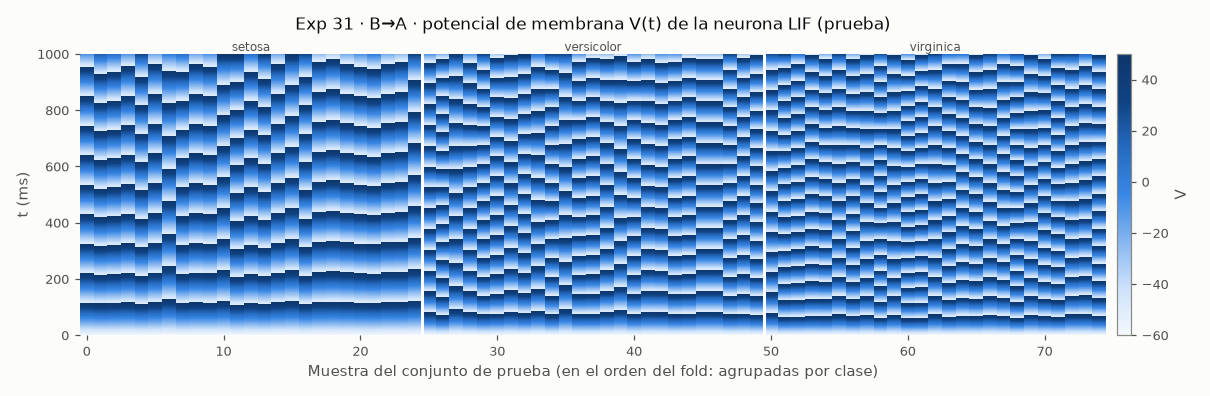 Exp 31 · B→A · potencial de membrana V(t) de la neurona LIF (prueba)
setosa
versicolor
virginica
1000
800
600
400
200
0
t (ms)
0
10
20
30
40
50
60
70
Muestra del conjunto de prueba (en el orden del fold: agrupadas por clase)
40
20
0
−20
−40
−60
V